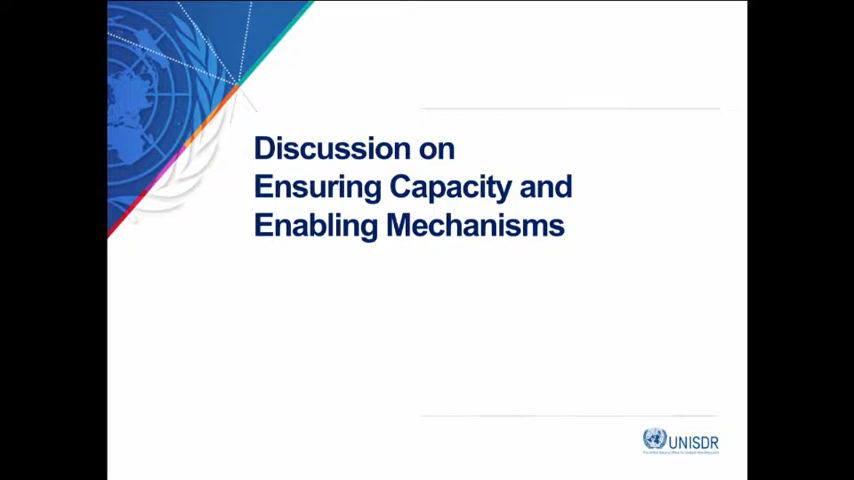 Discussion on
Ensuring Capacity and
Enabling Mechanisms
UNISDR